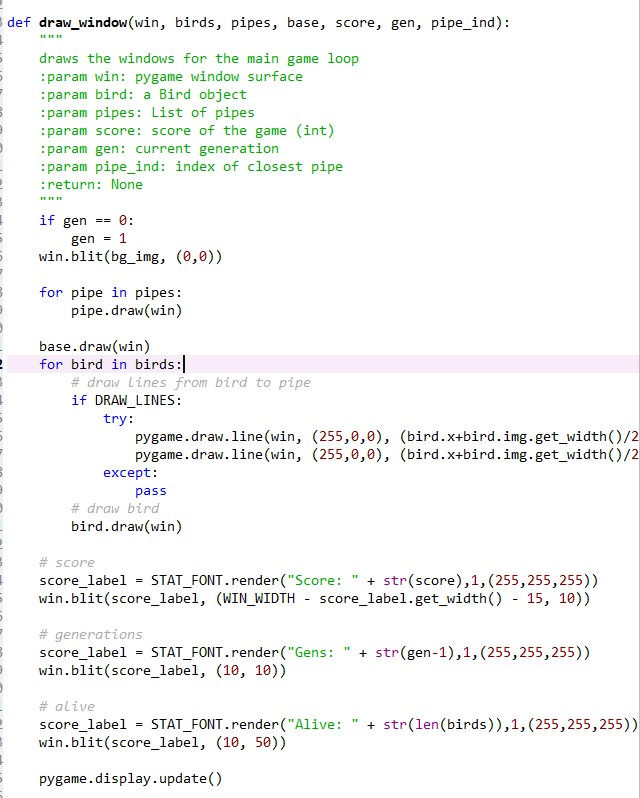 def draw_window(win, birds, pipes, base, score, gen, pipe_ind):
    """
    draws the windows for the main game loop
    :param win: pygame window surface
    :param bird: a Bird object
    :param pipes: List of pipes
    :param score: score of the game (int)
    :param gen: current generation
    :param pipe_ind: index of closest pipe
    :return: None
    """
    if gen == 0:
        gen = 1
    win.blit(bg_img, (0,0))

    for pipe in pipes:
        pipe.draw(win)

    base.draw(win)
    for bird in birds:
        # draw lines from bird to pipe
        if DRAW_LINES:
            try:
                pygame.draw.line(win, (255,0,0), (bird.x+bird.img.get_width()/2
                pygame.draw.line(win, (255,0,0), (bird.x+bird.img.get_width()/2
            except:
                pass
        # draw bird
        bird.draw(win)

    # score
    score_label = STAT_FONT.render("Score: " + str(score),1,(255,255,255))
    win.blit(score_label, (WIN_WIDTH - score_label.get_width() - 15, 10))

    # generations
    score_label = STAT_FONT.render("Gens: " + str(gen-1),1,(255,255,255))
    win.blit(score_label, (10, 10))

    # alive
    score_label = STAT_FONT.render("Alive: " + str(len(birds)),1,(255,255,255))
    win.blit(score_label, (10, 50))

    pygame.display.update()